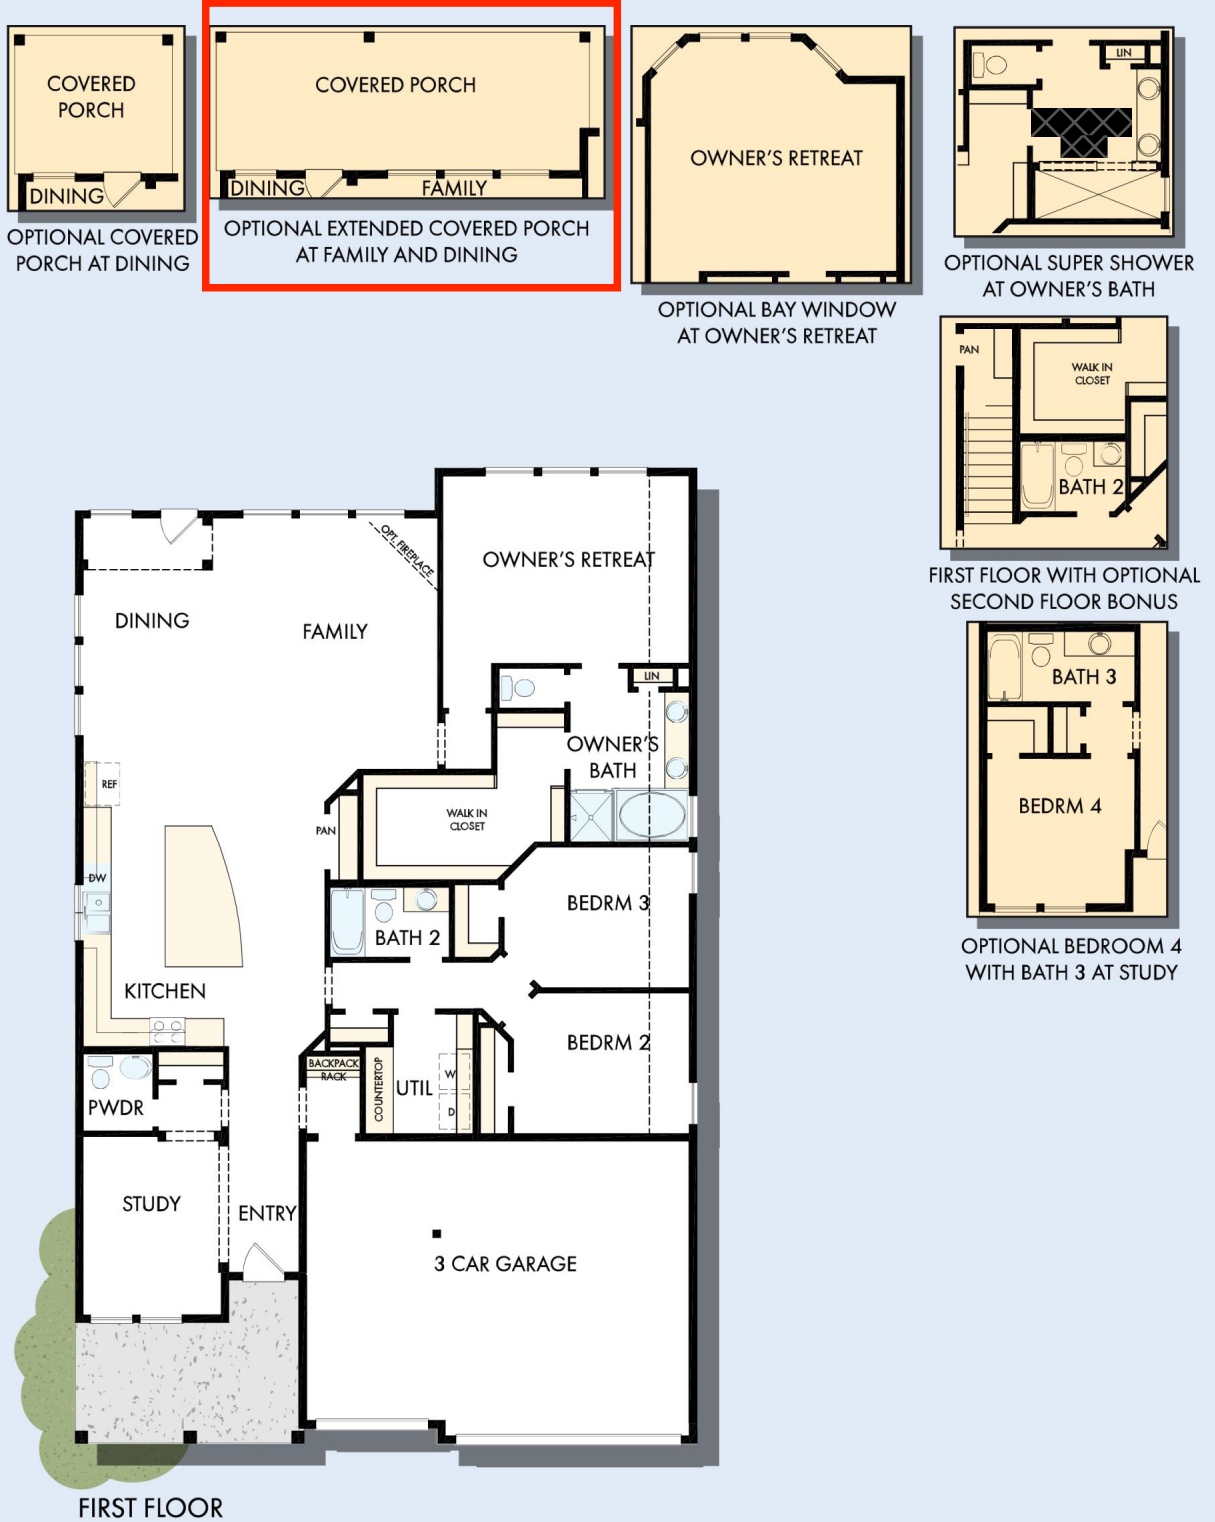 COVERED
PORCH
DINING
OPTIONAL COVERED
PORCH AT DINING
COVERED PORCH
DINING
FAMILY
OPTIONAL EXTENDED COVERED PORCH
AT FAMILY AND DINING
OWNER'S RETREAT
OPTIONAL BAY WINDOW
AT OWNER'S RETREAT
LIN
OPTIONAL SUPER SHOWER
AT OWNER'S BATH
PAN
WALK IN
CLOSET
BATH 2
FIRST FLOOR WITH OPTIONAL
SECOND FLOOR BONUS
BATH 3
BEDRM 4
OPTIONAL BEDROOM 4
WITH BATH 3 AT STUDY
OPT. FIREPLACE
OWNER'S RETREAT
DINING
FAMILY
LIN
OWNER'S
BATH
REF
WALK IN
CLOSET
PAN
DW
BEDRM 3
BATH 2
KITCHEN
BEDRM 2
BACKPACK
RACK
COUNTERTOP
UTIL
W
D
PWDR
STUDY
ENTRY
3 CAR GARAGE
FIRST FLOOR